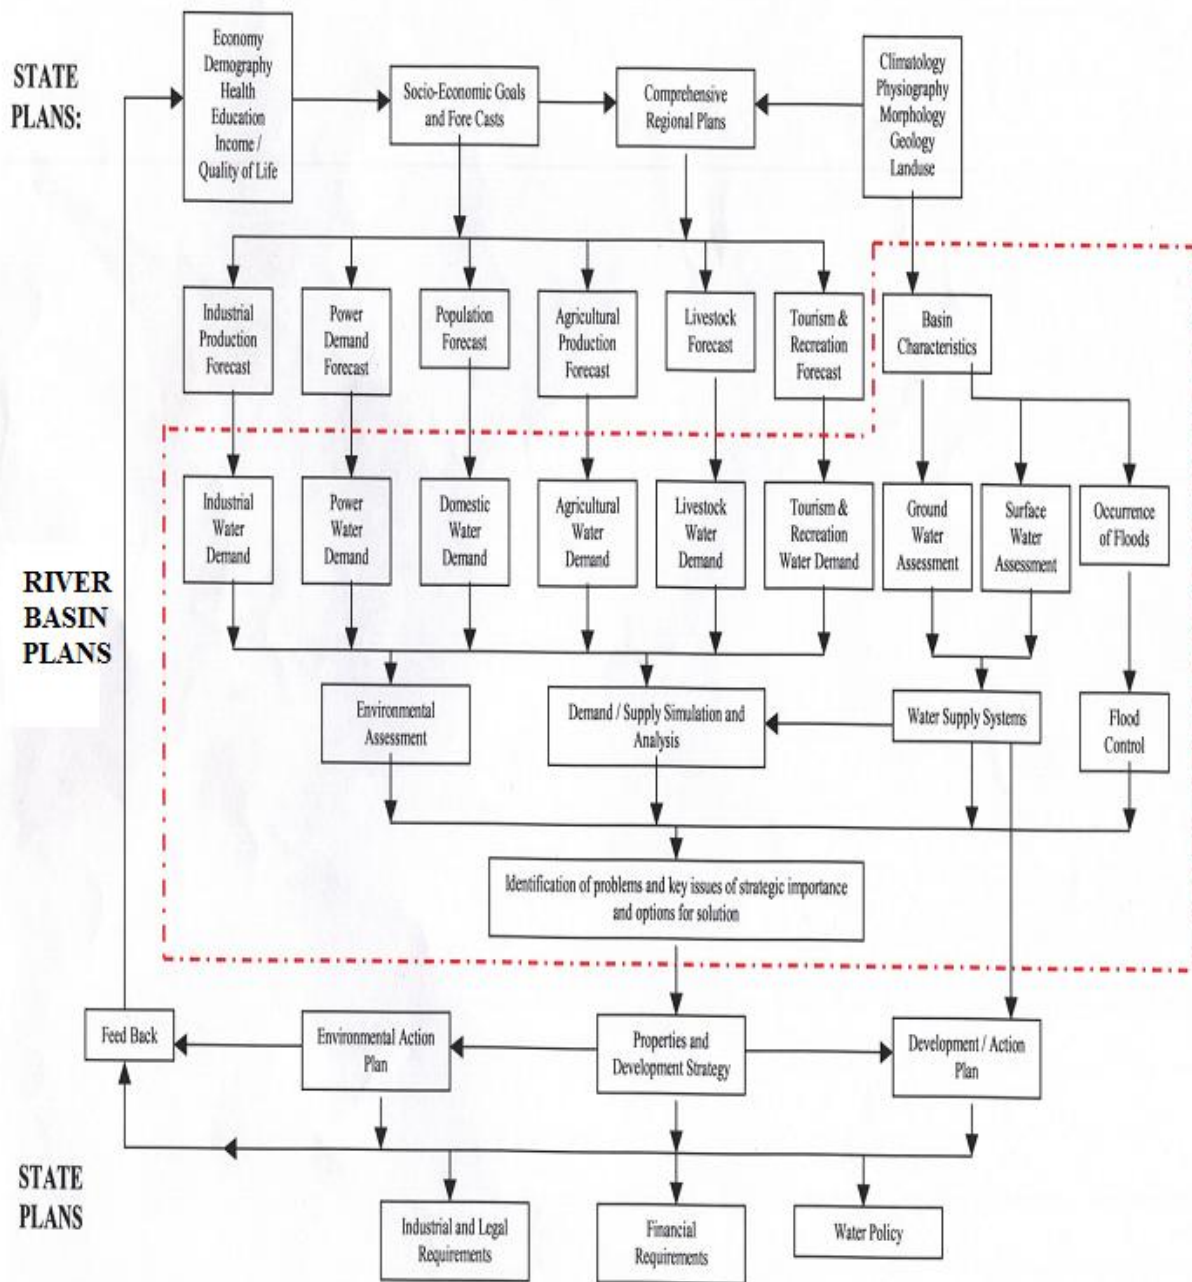 STATE
PLANS:
Economy
Demography
Health
Education
Income /
Quality of Life
Socio-Economic Goals
and Fore Casts
Comprehensive
Regional Plans
Climatology
Physiography
Morphology
Geology
Landuse
Industrial
Production
Forecast
Power
Demand
Forecast
Population
Forecast
Agricultural
Production
Forecast
Livestock
Forecast
Tourism &
Recreation
Forecast
Basin
Characteristics
RIVER
BASIN
PLANS
Industrial
Water
Demand
Power
Water
Demand
Domestic
Water
Demand
Agricultural
Water
Demand
Livestock
Water
Demand
Tourism &
Recreation
Water Demand
Ground
Water
Assessment
Surface
Water
Assessment
Occurrence
of Floods
Environmental
Assessment
Demand / Supply Simulation and
Analysis
Water Supply Systems
Flood
Control
Identification of problems and key issues of strategic importance
and options for solution
Feed Back
Environmental Action
Plan
Properties and
Development Strategy
Development / Action
Plan
STATE
PLANS
Industrial and Legal
Requirements
Financial
Requirements
Water Policy